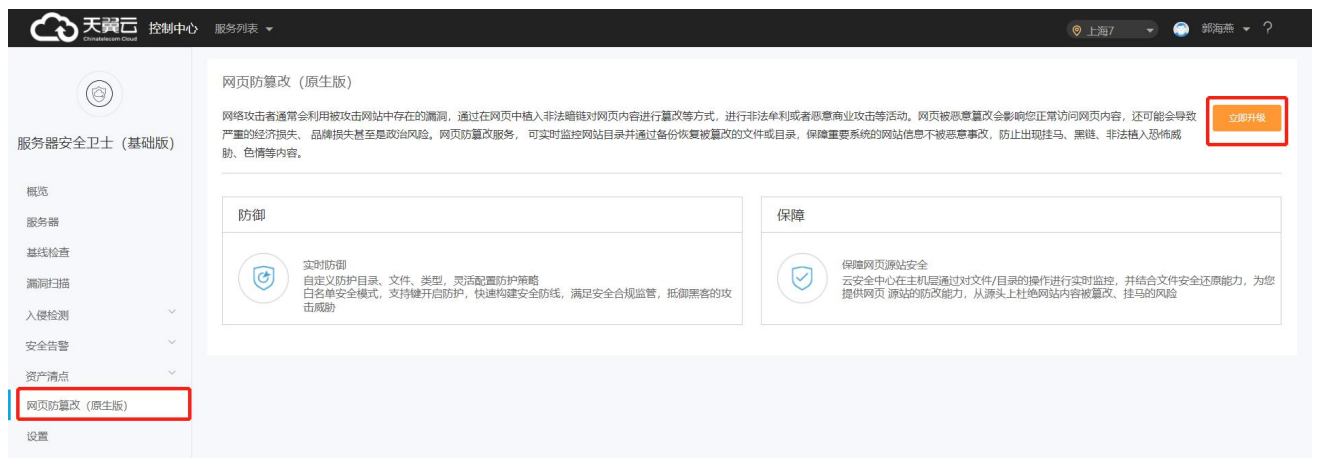 天翼云
Chinatelecom Cloud
控制中心
服务列表
上海7
郭海燕
?
服务器安全卫士（基础版）
概览
服务器
基线检查
漏洞扫描
入侵检测
安全告警
资产清点
网页防篡改（原生版）
设置
网页防篡改（原生版）
网络攻击者通常会利用被攻击网站中存在的漏洞，通过在网页中植入非法暗链对网页内容进行篡改等方式，进行非法牟利或者恶意商业攻击等活动。网页被恶意篡改会影响您正常访问网页内容，还可能会导致
严重的经济损失、品牌损失甚至是政治风险。网页防篡改服务， 可实时监控网站目录并通过备份恢复被篡改的文件或目录，保障重要系统的网站信息不被恶意事改，防止出现挂马、黑链、非法植入恐怖威
胁、色情等内容。
立即升级
防御
实时防御
自定义防护目录、文件、类型，灵活配置防护策略
白名单安全模式，支持键开启防护，快速构建安全防线，满足安全合规监管，抵御黑客的攻
击威胁
保障
保障网页源站安全
云安全中心在主机层通过对文件/目录的操作进行实时监控，并结合文件安全还原能力，为您
提供网页 源站的防改能力，从源头上杜绝网站内容被篡改、挂马的风险